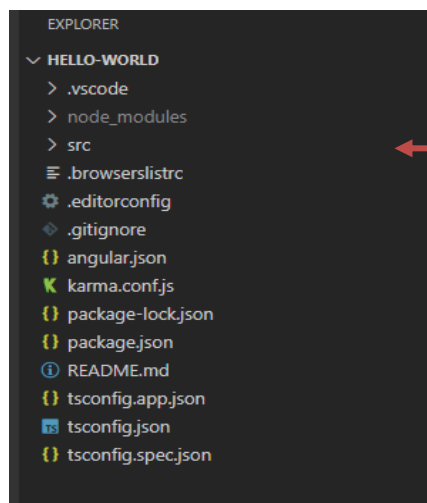 EXPLORER
HELLO-WORLD
.vscode
node_modules
src
.browserslistrc
.editorconfig
.gitignore
{} angular.json
karma.conf.js
{} package-lock.json
{} package.json
README.md
{} tsconfig.app.json
TS tsconfig.json
{} tsconfig.spec.json